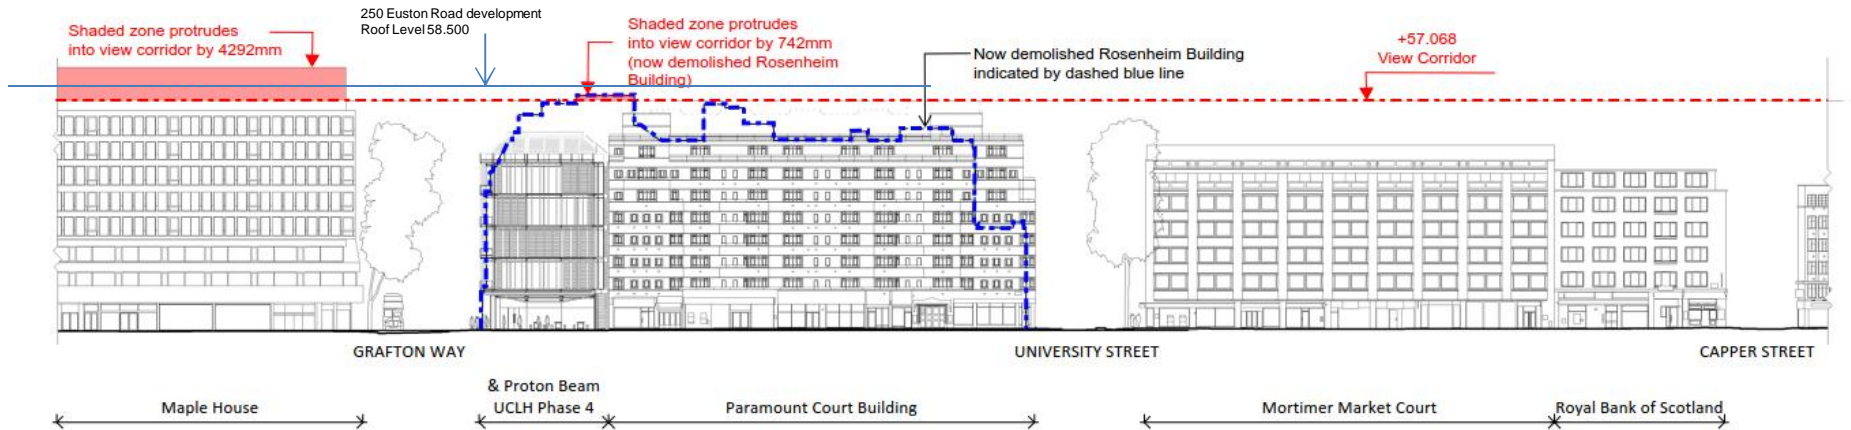 250 Euston Road development
Roof Level 58.500
Shaded zone protrudes
into view corridor by 4292mm
Shaded zone protrudes
into view corridor by 742mm
(now demolished Rosenheim
Building)
Now demolished Rosenheim Building
indicated by dashed blue line
+57.068
View Corridor
GRAFTON WAY
UNIVERSITY STREET
CAPPER STREET
Maple House
& Proton Beam
UCLH Phase 4
Paramount Court Building
Mortimer Market Court
Royal Bank of Scotland